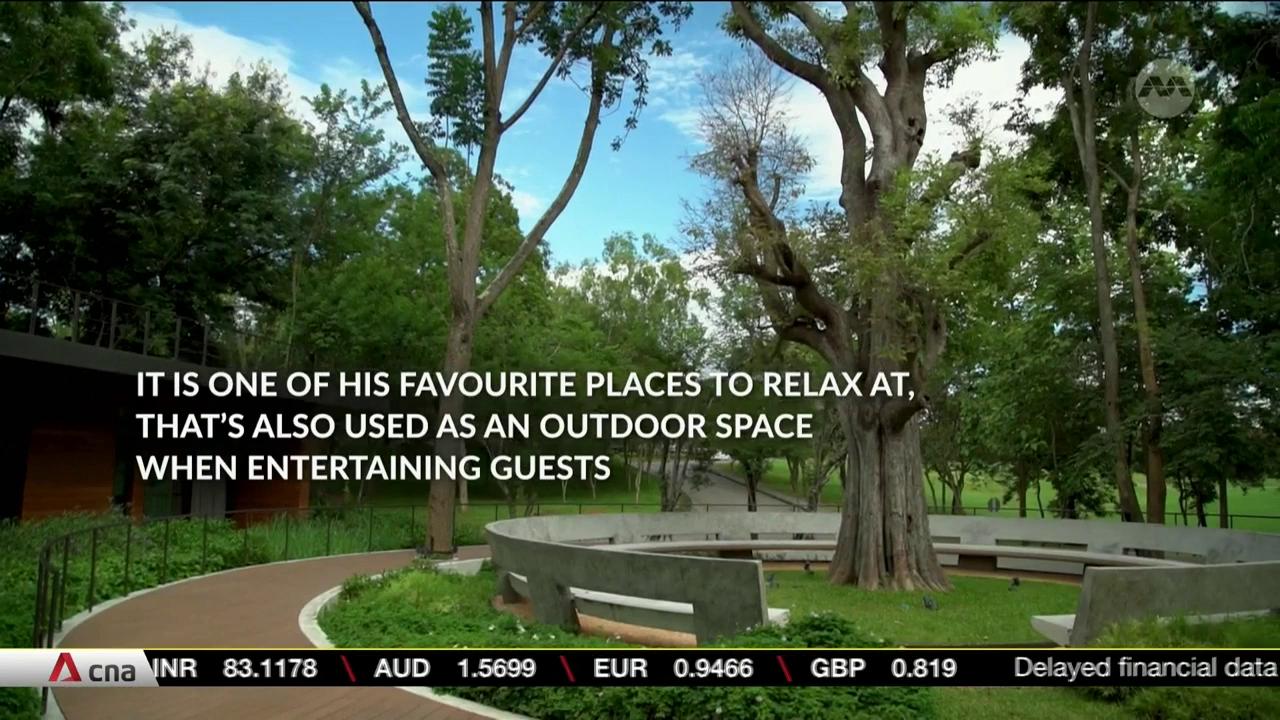 IT IS ONE OF HIS FAVOURITE PLACES TO RELAX AT,
THAT'S ALSO USED AS AN OUTDOOR SPACE
WHEN ENTERTAINING GUESTS
cna INR 83.1178 \ AUD 1.5699 \ EUR 0.9466 \ GBP 0.819 Delayed financial data